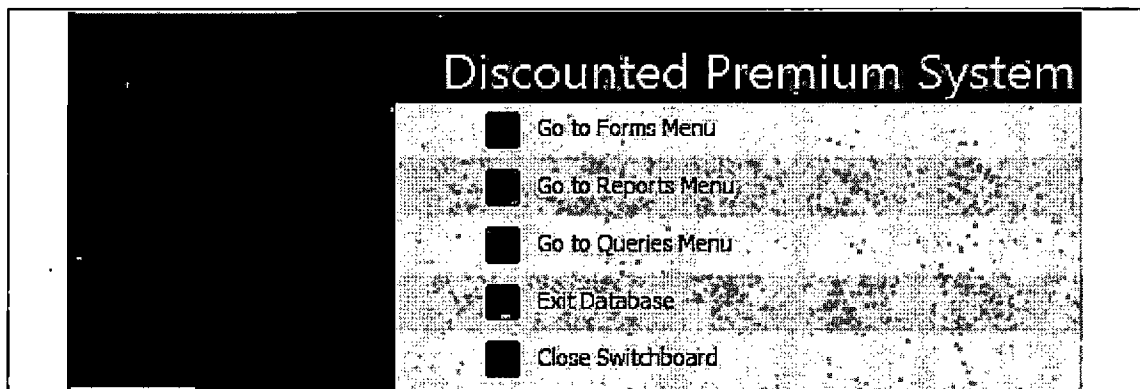 Discounted Premium System
Go to Forms Menu
Go to Reports Menu
Go to Queries Menu
Exit Database
Close Switchboard